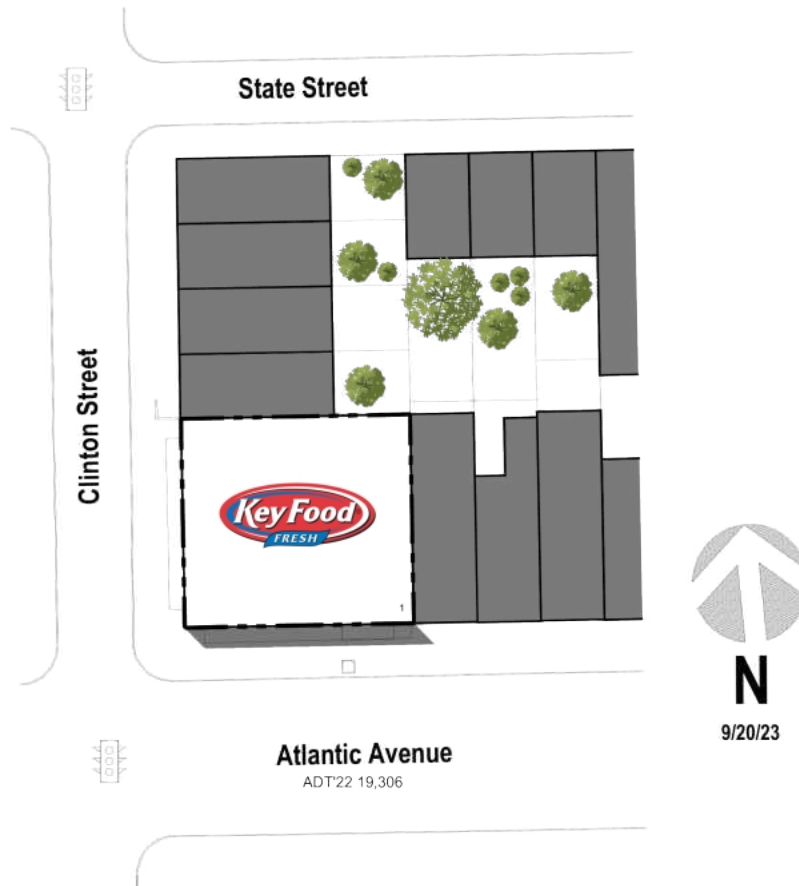 State Street
Clinton Street
Key Food
FRESH
1
N
9/20/23
Atlantic Avenue
ADT'22 19,306